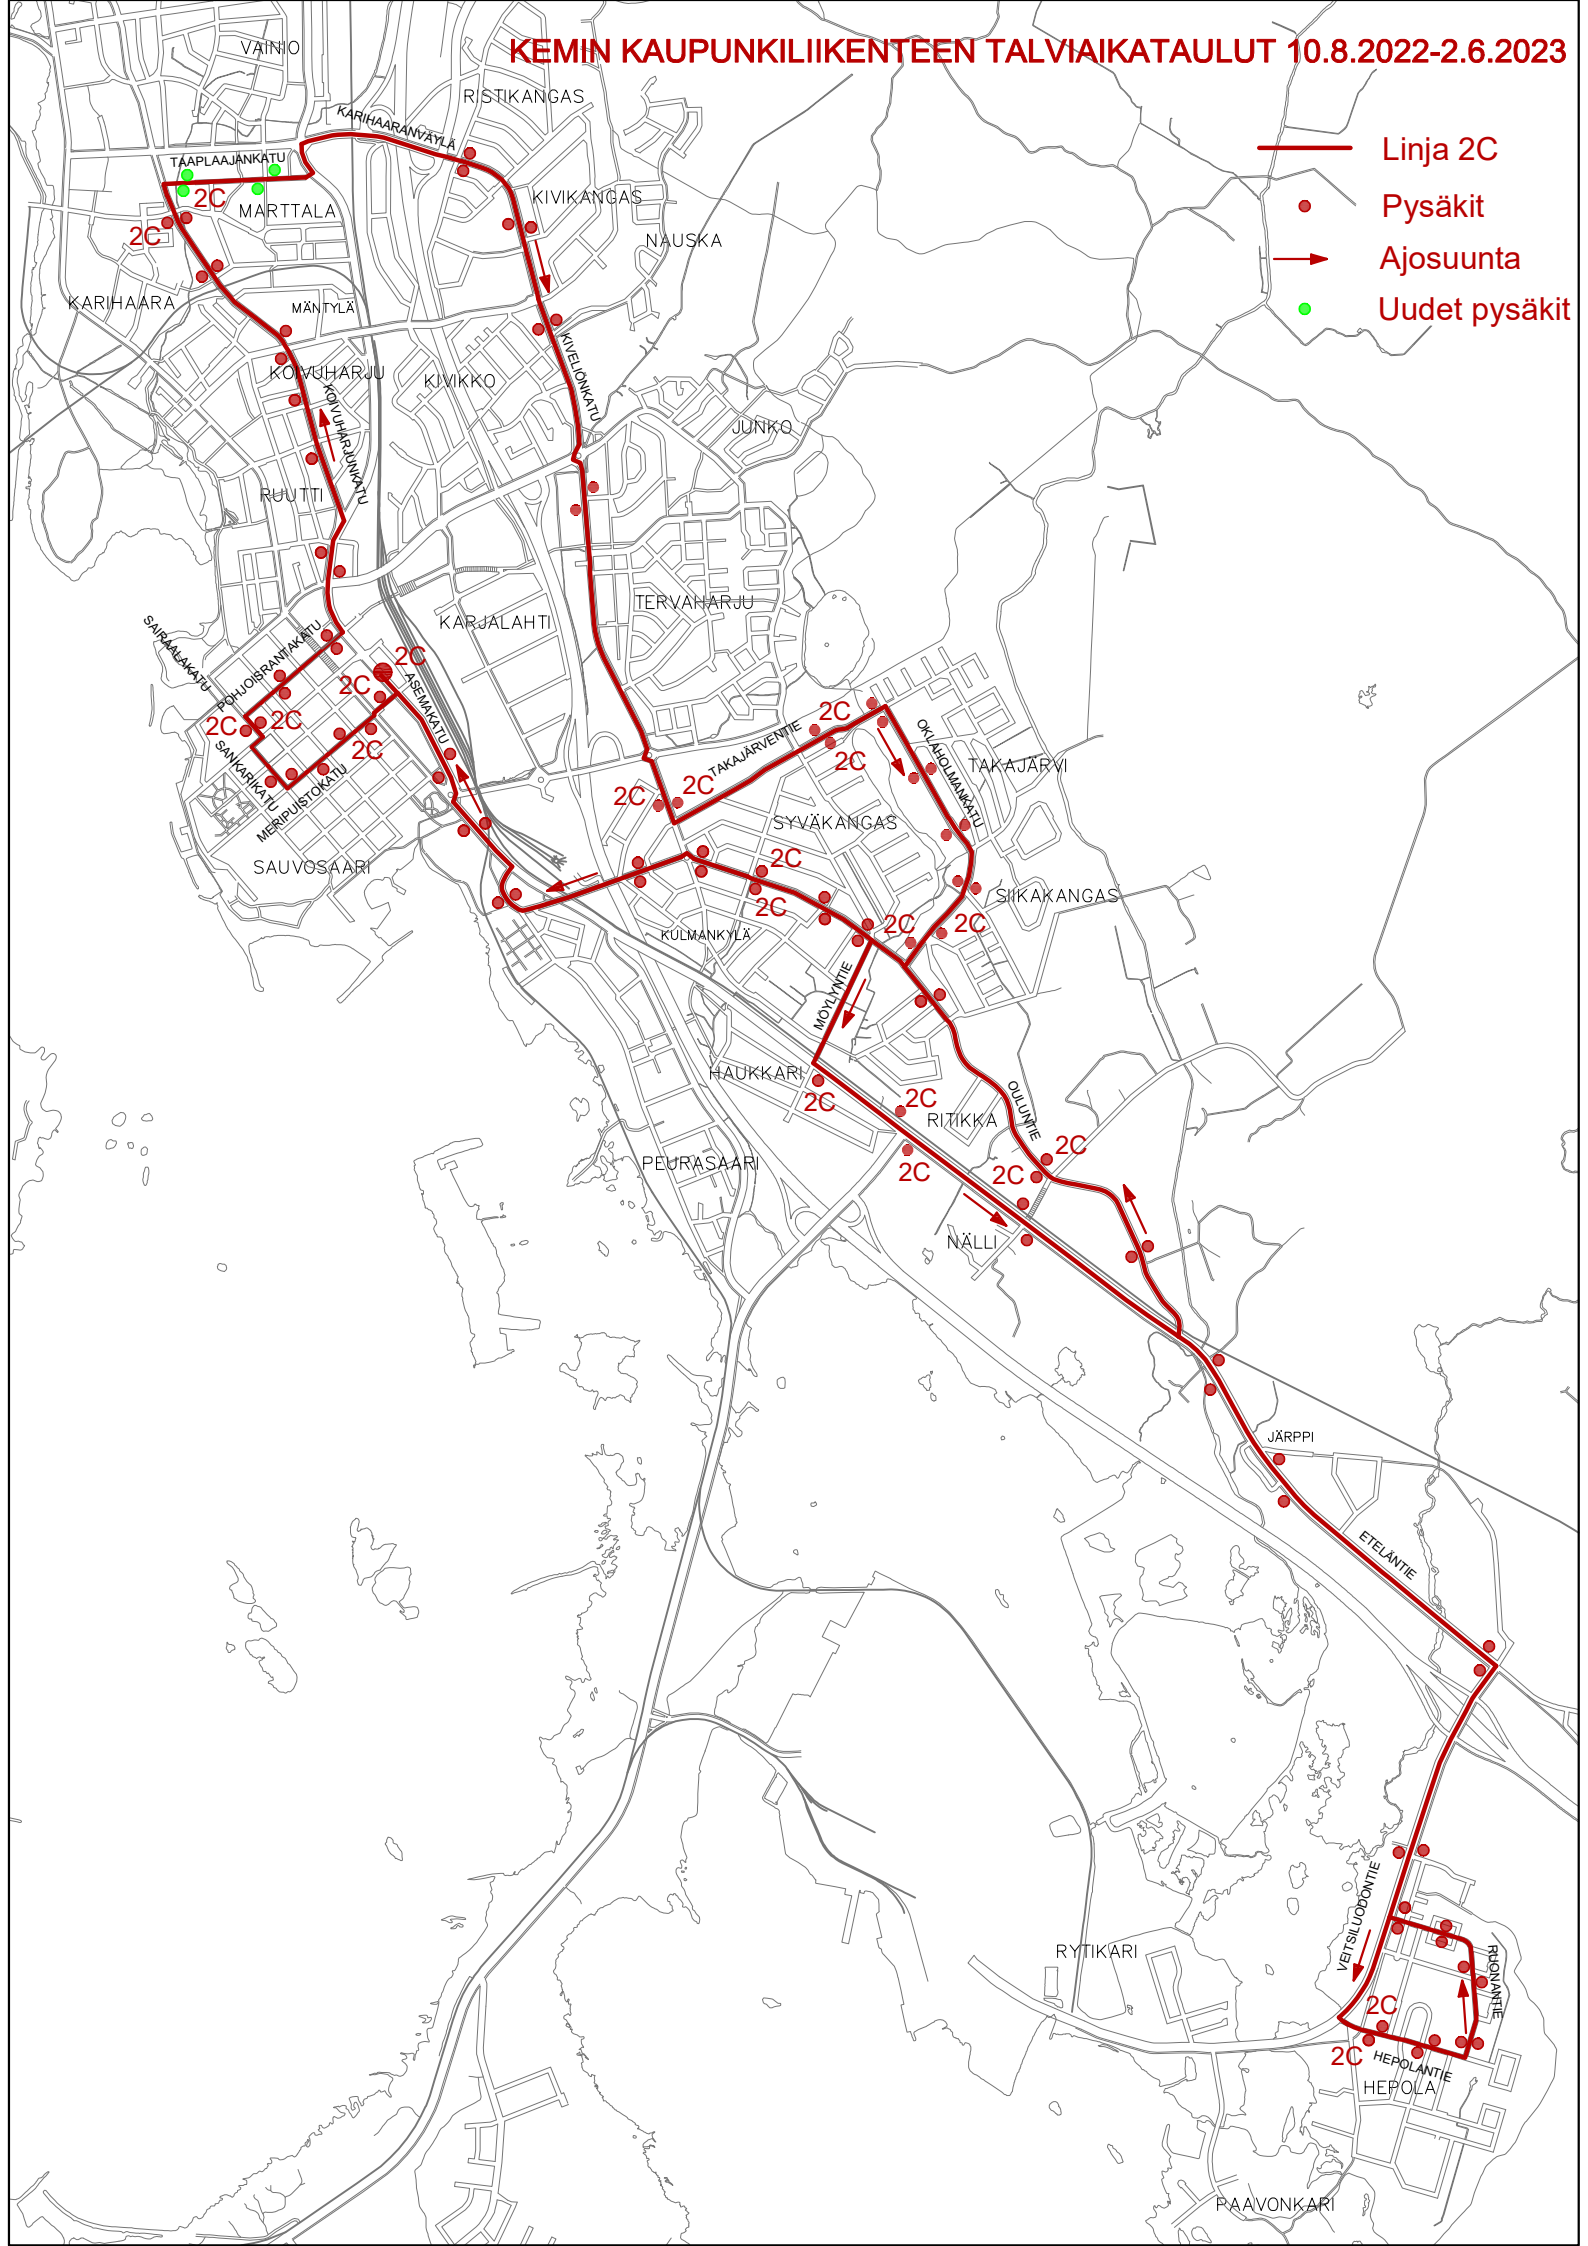 KEMIN KAUPUNKILIIKENTEEN TALVIAIKATAULUT 10.8.2022-2.6.2023
Linja 2C
Pysäkit
Ajosuunta
Uudet pysäkit
VAINIO
RISTIKANGAS
KARIHAARANVÄYLÄ
TAAPLAAJANKATU
2C
MARTTALA
2C
KIVIKANGAS
NAUSKA
KARIHAARA
MÄNTYLÄ
KOIVUHARJU
KIVIKKO
KIVELIÖNKATU
KOIVUHARJUNKATU
JUNKO
RUUTTI
TERVAHARJU
KARJALAHTI
SAIRAALAKATU
POHJOISRANTAKATU
2C
2C
ASEMAKATU
2C
2C
2C
SANKARIKATU
MERIPUISTOKATU
SAUVOSAARI
2C
TAKAJÄRVENTIE
2C
OKLAHOLMANKATU
TAKAJÄRVI
2C
2C
SYVÄKANGAS
2C
2C
SIIKAKANGAS
2C
2C
KULMANKYLÄ
MÖYLYNTIE
HAUKKARI
2C
2C
RITIKKA
OULUNTIE
2C
2C
2C
PEURASAARI
NÄLLI
JÄRPPI
ETELÄNTIE
VEITSILUODONTIE
RYTIKARI
RUONANTIE
2C
2C
HEPOLANTIE
HEPOLA
PAAVONKARI